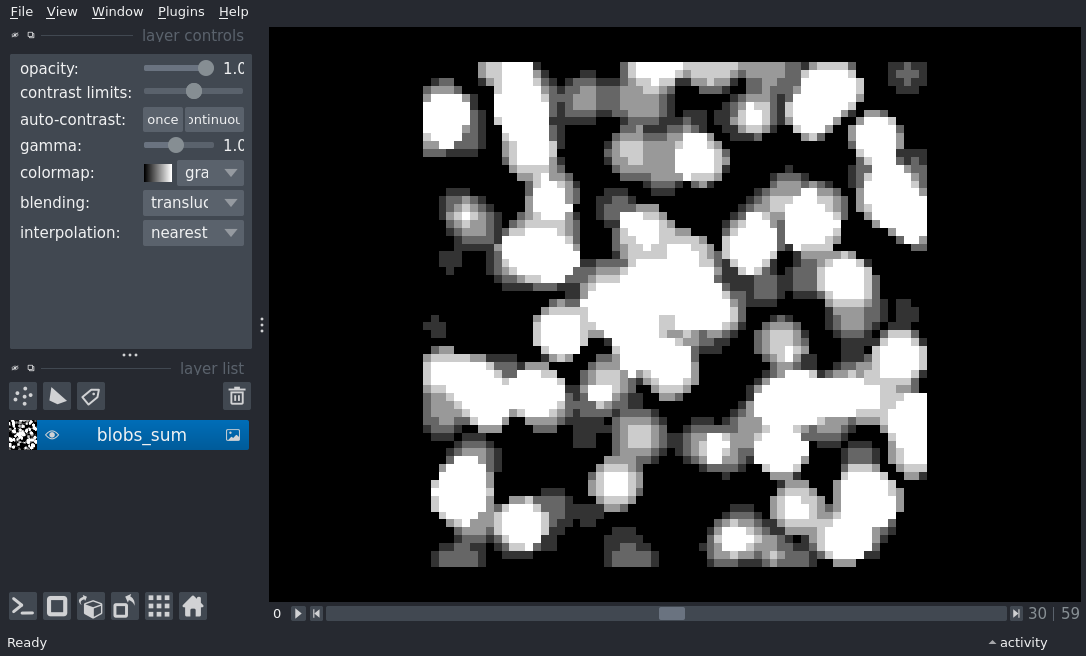 File View Window Plugins Help
layer controls
opacity: 1.0
contrast limits:
auto-contrast: once ontinuou
gamma: 1.0
colormap: gra
blending: transluc
interpolation: nearest
layer list
blobs_sum
0 30 | 59
Ready activity